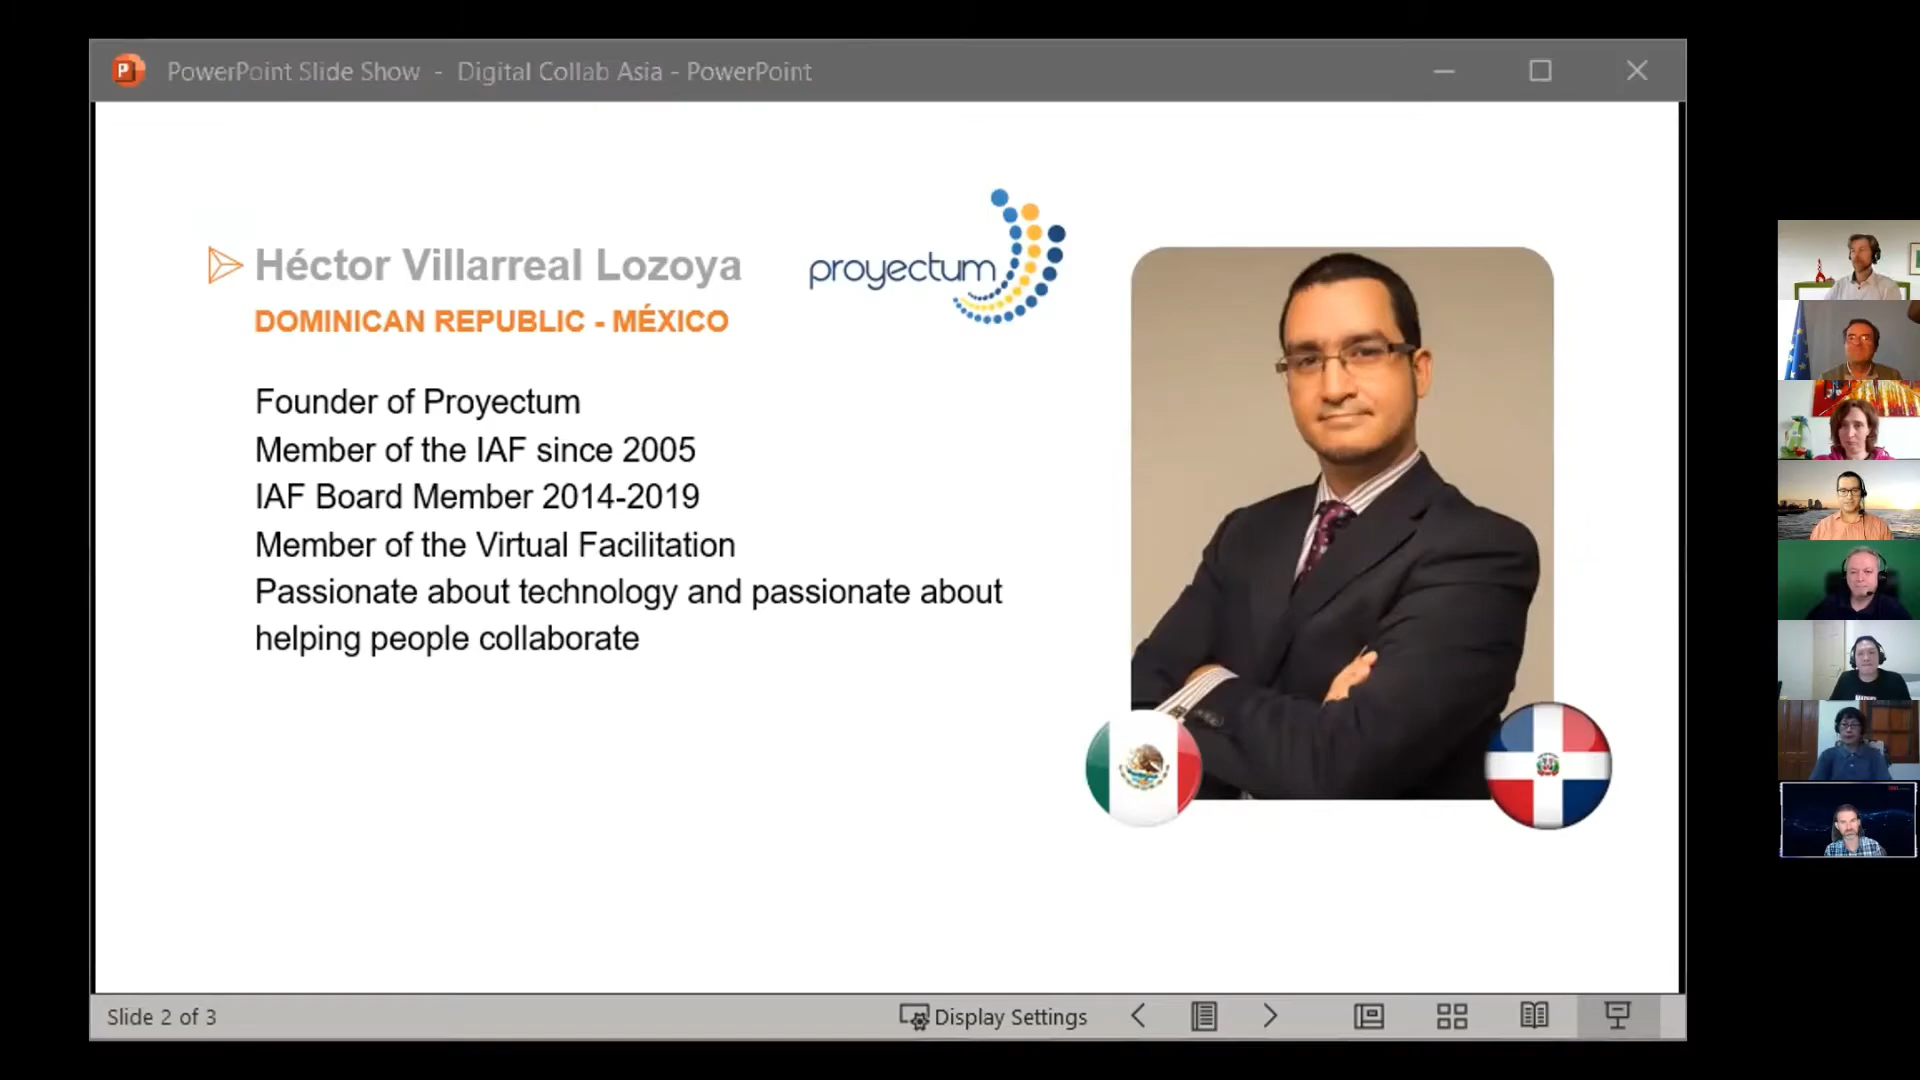 P PowerPoint Slide Show - Digital Collab Asia - PowerPoint
Héctor Villarreal Lozoya
proyectum
DOMINICAN REPUBLIC - MÉXICO
Founder of Proyectum
Member of the IAF since 2005
IAF Board Member 2014-2019
Member of the Virtual Facilitation
Passionate about technology and passionate about
helping people collaborate
Slide 2 of 3
Display Settings